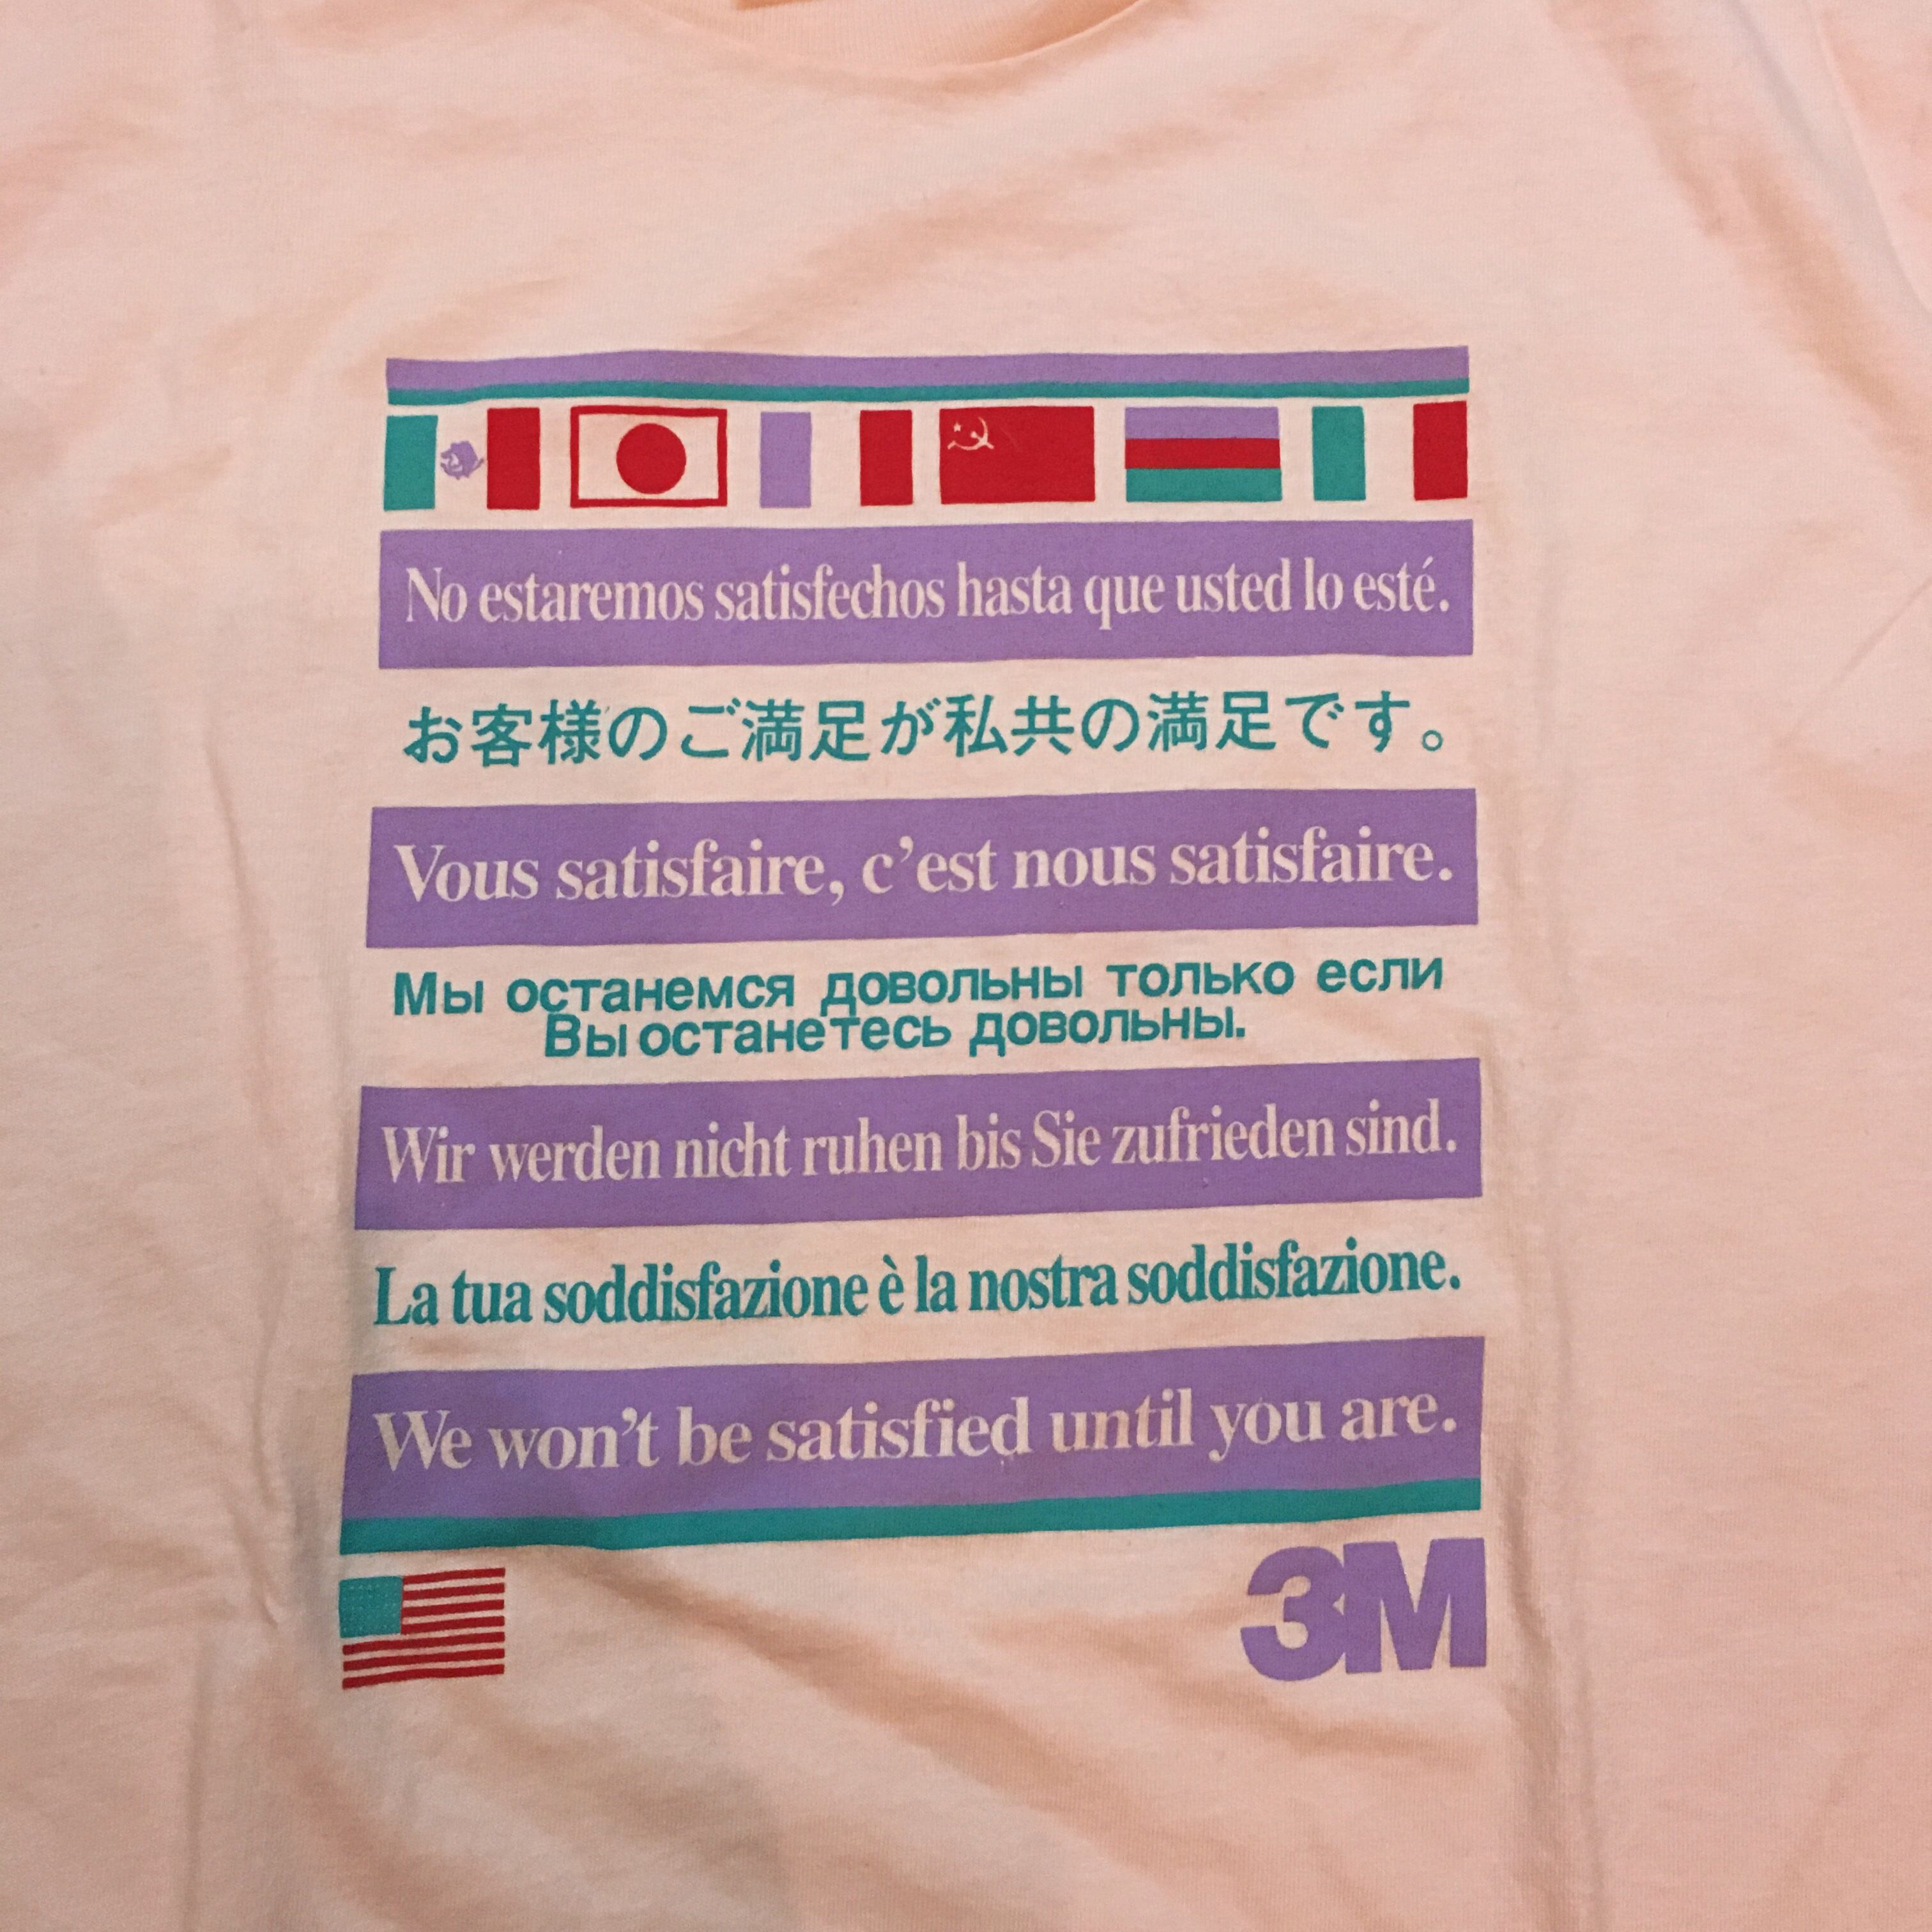 No estaremos satisfechos hasta que usted lo esté.
お客様のご満足が私共の満足です。
Vous satisfaire, c’est nous satisfaire.
Мы останемся довольны только если
Вы останетесь довольны.
Wir werden nicht ruhen bis Sie zufrieden sind.
La tua soddisfazione è la nostra soddisfazione.
We won’t be satisfied until you are.
3M